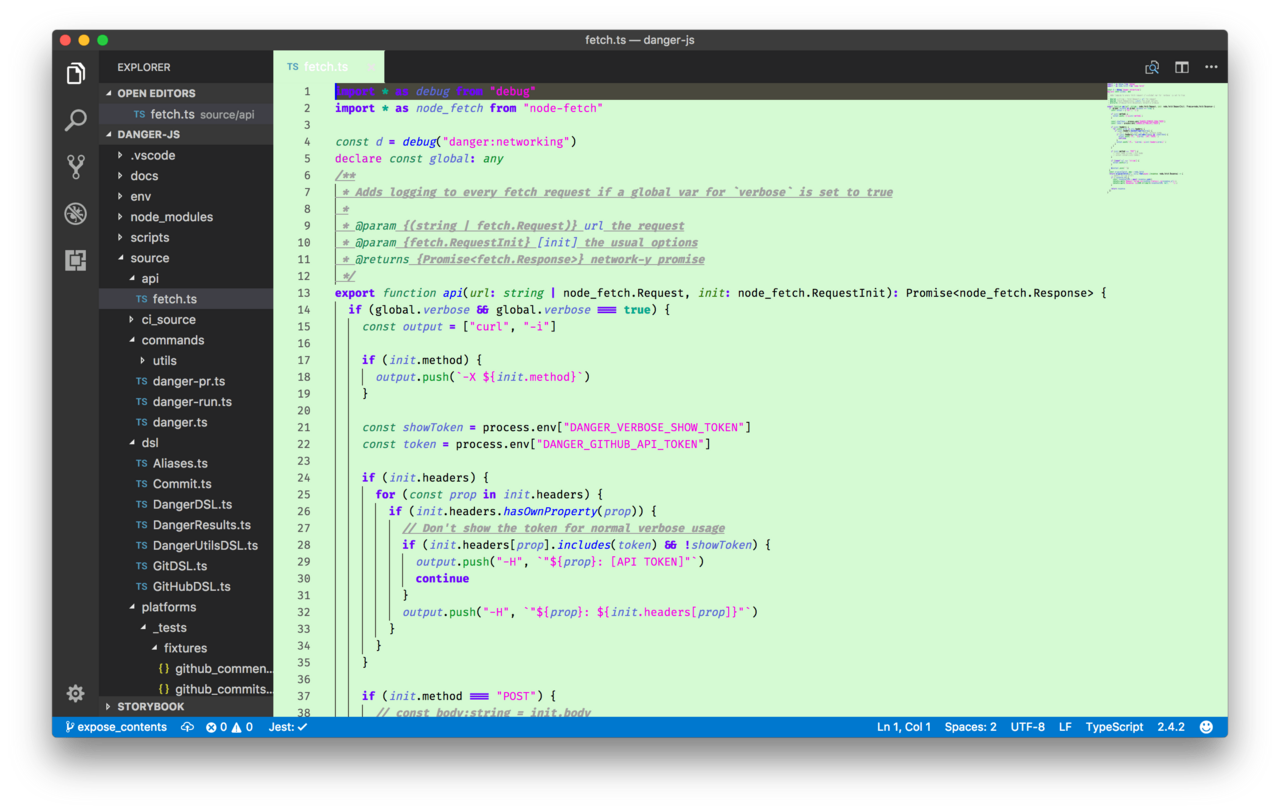 fetch.ts — danger-js
EXPLORER
OPEN EDITORS
TS fetch.ts source/api
DANGER-JS
.vscode
docs
env
node_modules
scripts
source
api
TS fetch.ts
ci_source
commands
utils
TS danger-pr.ts
TS danger-run.ts
TS danger.ts
dsl
TS Aliases.ts
TS Commit.ts
TS DangerDSL.ts
TS DangerResults.ts
TS DangerUtilsDSL.ts
TS GitDSL.ts
TS GitHubDSL.ts
platforms
_tests
fixtures
{} github_commen...
{} github_commits...
STORYBOOK
TS fetch.ts
1 import * as debug from "debug"
2 import * as node_fetch from "node-fetch"
3
4 const d = debug("danger:networking")
5 declare const global: any
6 /**
7 * Adds logging to every fetch request if a global var for `verbose` is set to true
8 *
9 * @param {(string | fetch.Request)} url the request
10 * @param {fetch.RequestInit} [init] the usual options
11 * @returns {Promise<fetch.Response>} network-y promise
12 */
13 export function api(url: string | node_fetch.Request, init: node_fetch.RequestInit): Promise<node_fetch.Response> {
14 if (global.verbose && global.verbose === true) {
15 const output = ["curl", "-i"]
16
17 if (init.method) {
18 output.push(`-X ${init.method}`)
19 }
20
21 const showToken = process.env["DANGER_VERBOSE_SHOW_TOKEN"]
22 const token = process.env["DANGER_GITHUB_API_TOKEN"]
23
24 if (init.headers) {
25 for (const prop in init.headers) {
26 if (init.headers.hasOwnProperty(prop)) {
27 // Don't show the token for normal verbose usage
28 if (init.headers[prop].includes(token) && !showToken) {
29 output.push("-H", `"${prop}: [API TOKEN]"`)
30 continue
31 }
32 output.push("-H", `"${prop}: ${init.headers[prop]}"`)
33 }
34 }
35 }
36
37 if (init.method === "POST") {
38 // const body:string = init.body
expose_contents 0 0 Jest: ✓ Ln 1, Col 1 Spaces: 2 UTF-8 LF TypeScript 2.4.2